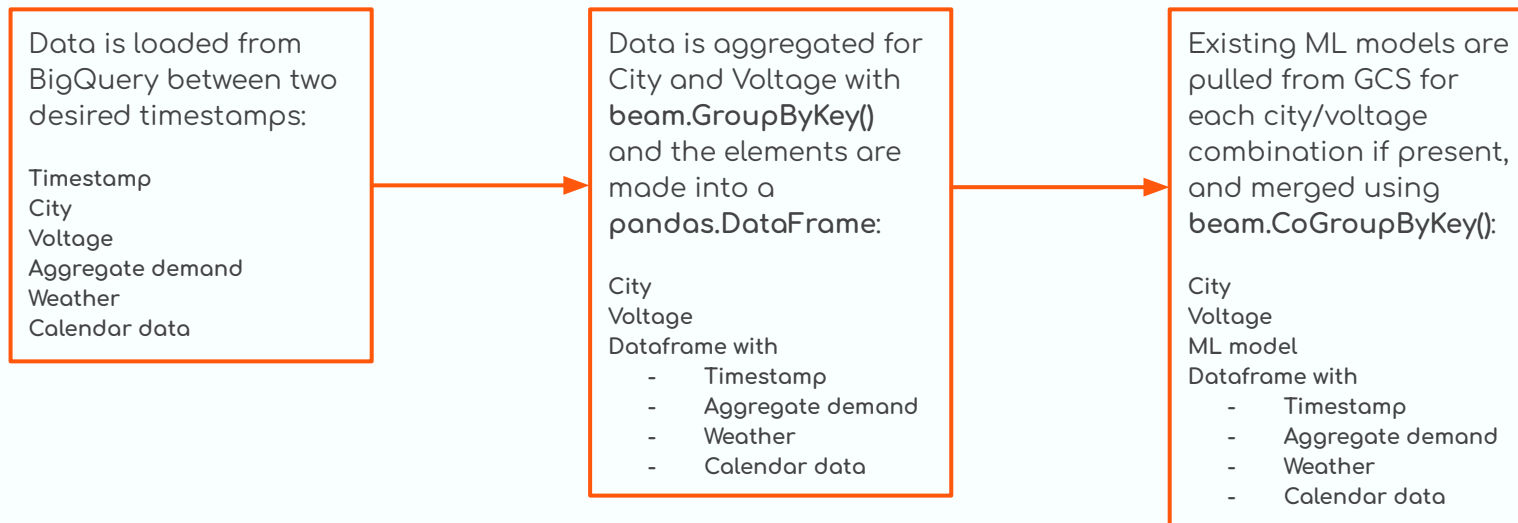 Data is loaded from
BigQuery between two
desired timestamps:
Timestamp
City
Voltage
Aggregate demand
Weather
Calendar data
Data is aggregated for
City and Voltage with
beam.GroupByKey()
and the elements are
made into a
pandas.DataFrame:
City
Voltage
Dataframe with
- Timestamp
- Aggregate demand
- Weather
- Calendar data
Existing ML models are
pulled from GCS for
each city/voltage
combination if present,
and merged using
beam.CoGroupByKey():
City
Voltage
ML model
Dataframe with
- Timestamp
- Aggregate demand
- Weather
- Calendar data